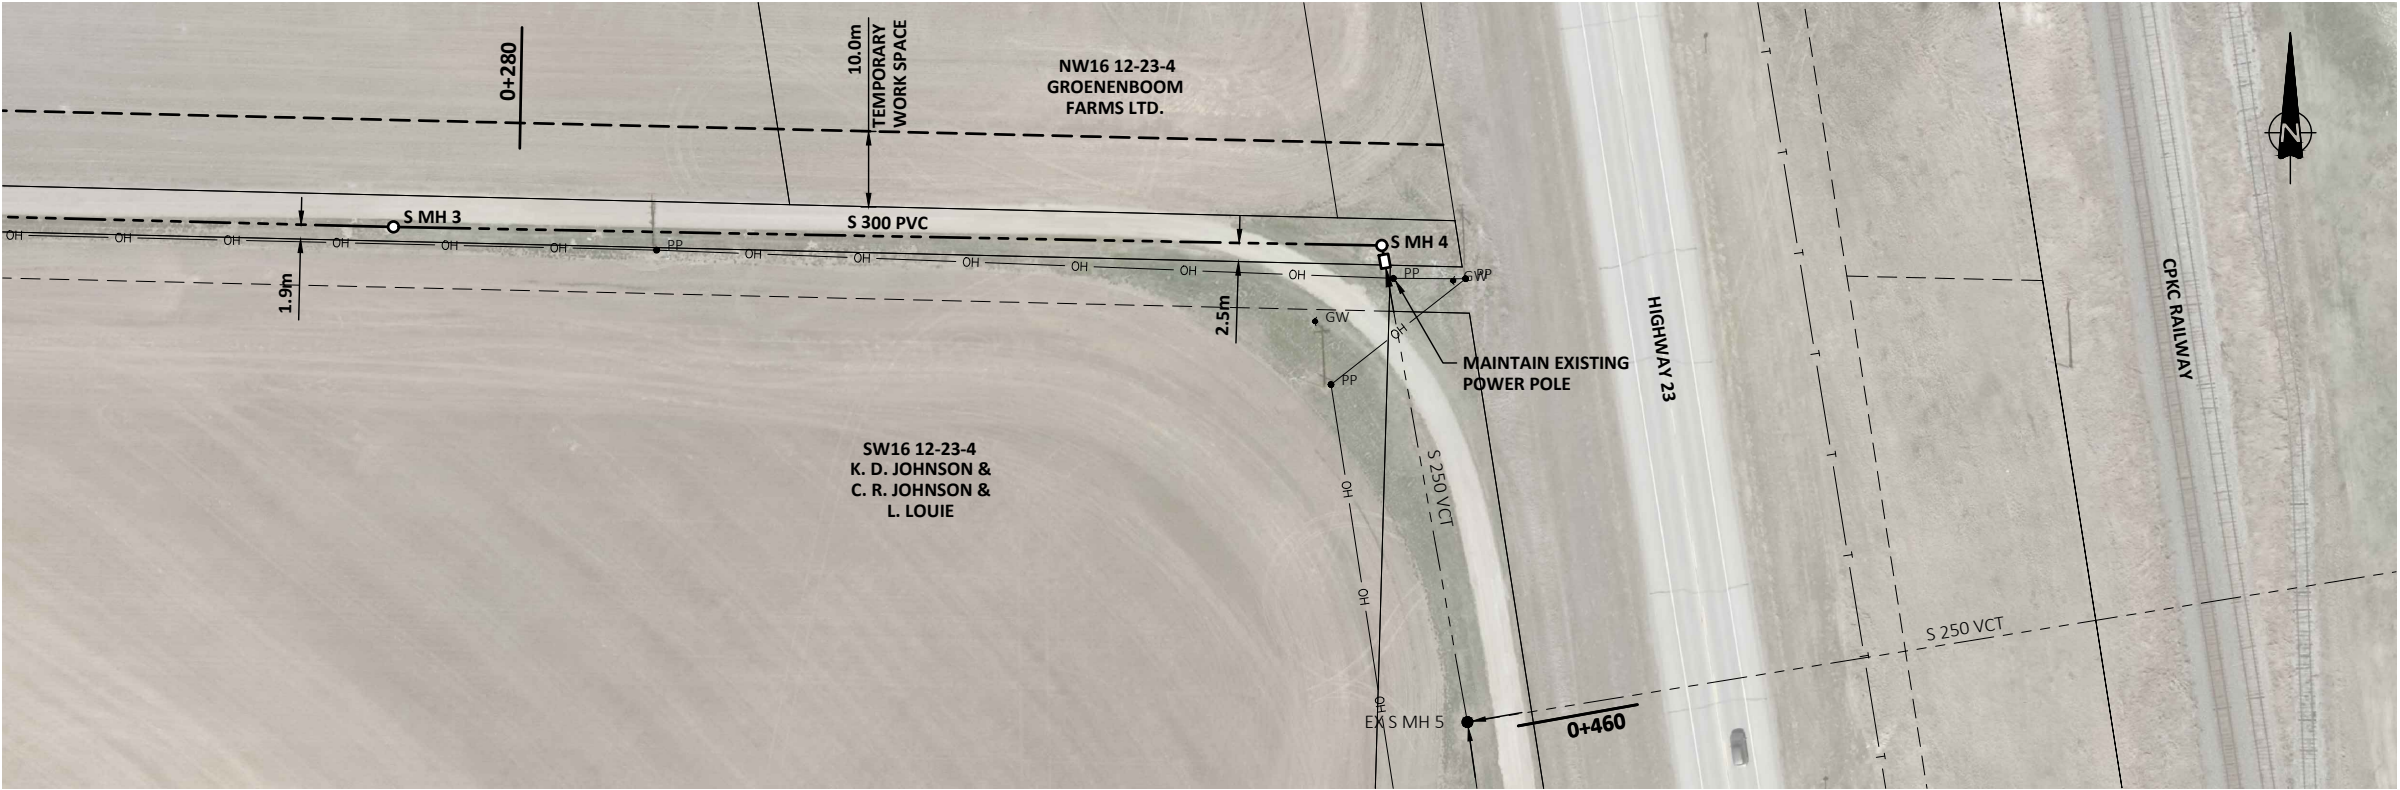 0+280
10.0m
TEMPORARY
WORK SPACE
NW16 12-23-4
GROENENBOOM
FARMS LTD.
N
S MH 3
S 300 PVC
S MH 4
OH
OH
OH
OH
OH
OH
PP
OH
OH
OH
OH
OH
OH
PP
GW
PP
1.9m
2.5m
GW
OH
PP
MAINTAIN EXISTING
POWER POLE
HIGHWAY 23
CPKC RAILWAY
T
T
T
T
T
T
T
T
SW16 12-23-4
K. D. JOHNSON &
C. R. JOHNSON &
L. LOUIE
OH
S 250 VCT
OH
OH
S 250 VCT
EX S MH 5
0+460